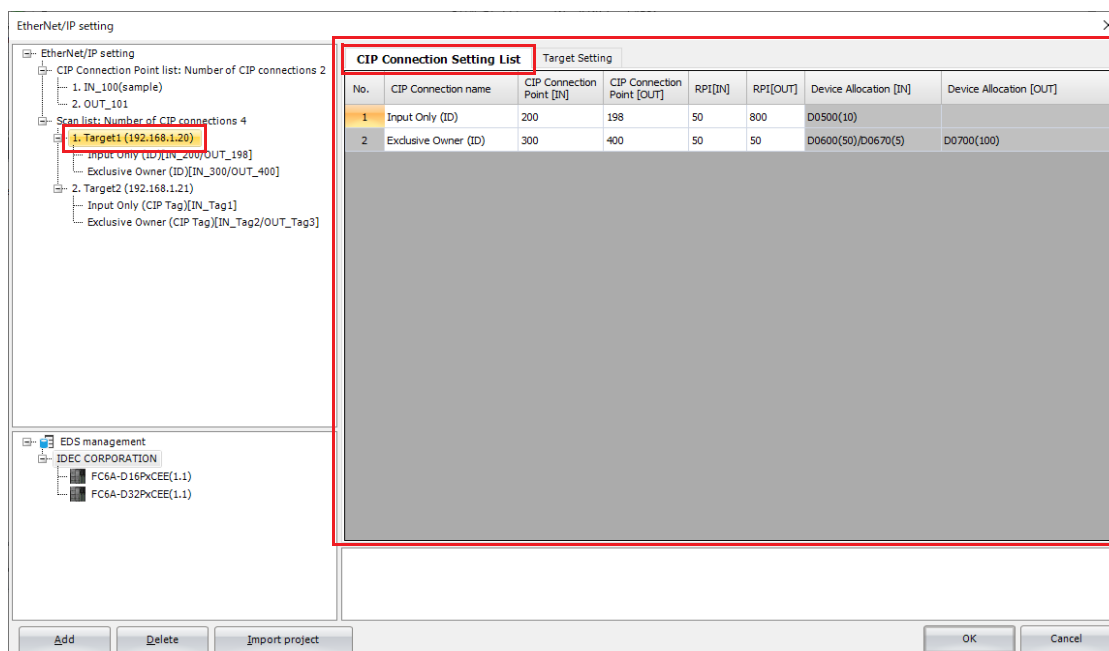 EtherNet/IP setting
EtherNet/IP setting
CIP Connection Point list: Number of CIP connections 2
1. IN_100(sample)
2. OUT_101
Scan list: Number of CIP connections 4
1. Target1 (192.168.1.20)
Input Only (ID)[IN_200/OUT_198]
Exclusive Owner (ID)[IN_300/OUT_400]
2. Target2 (192.168.1.21)
Input Only (CIP Tag)[IN_Tag1]
Exclusive Owner (CIP Tag)[IN_Tag2/OUT_Tag3]
EDS management
IDEC CORPORATION
FC6A-D16PxCEE(1.1)
FC6A-D32PxCEE(1.1)
CIP Connection Setting List Target Setting
No. CIP Connection name CIP Connection Point [IN] CIP Connection Point [OUT] RPI[IN] RPI[OUT] Device Allocation [IN] Device Allocation [OUT]
1 Input Only (ID) 200 198 50 800 D0500(10)
2 Exclusive Owner (ID) 300 400 50 50 D0600(50)/D0670(5) D0700(100)
Add Delete Import project OK Cancel